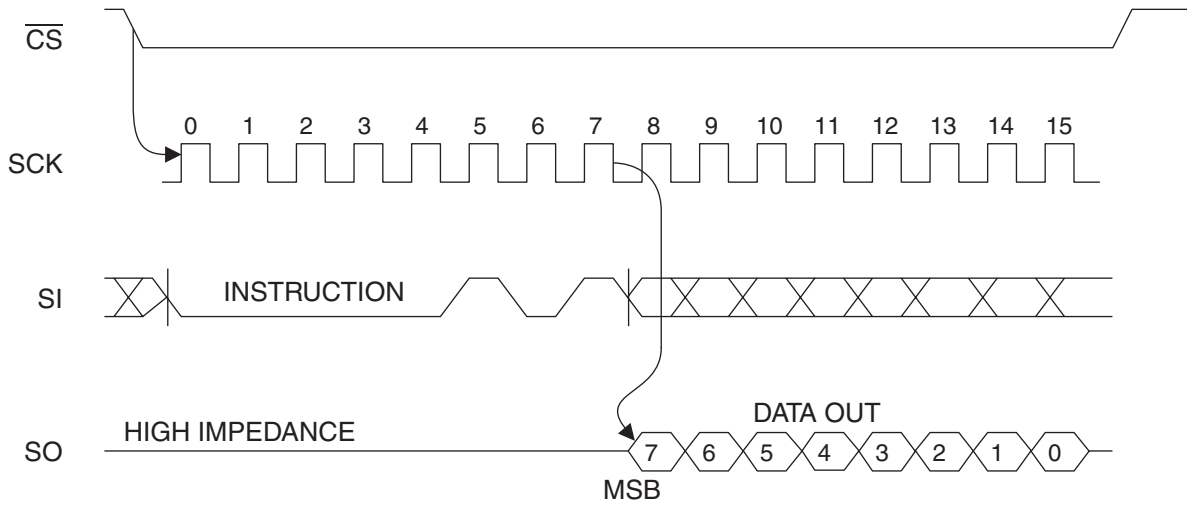 CS
0 1 2 3 4 5 6 7 8 9 10 11 12 13 14 15
SCK
SI
INSTRUCTION
DATA OUT
HIGH IMPEDANCE
SO
7 6 5 4 3 2 1 0
MSB